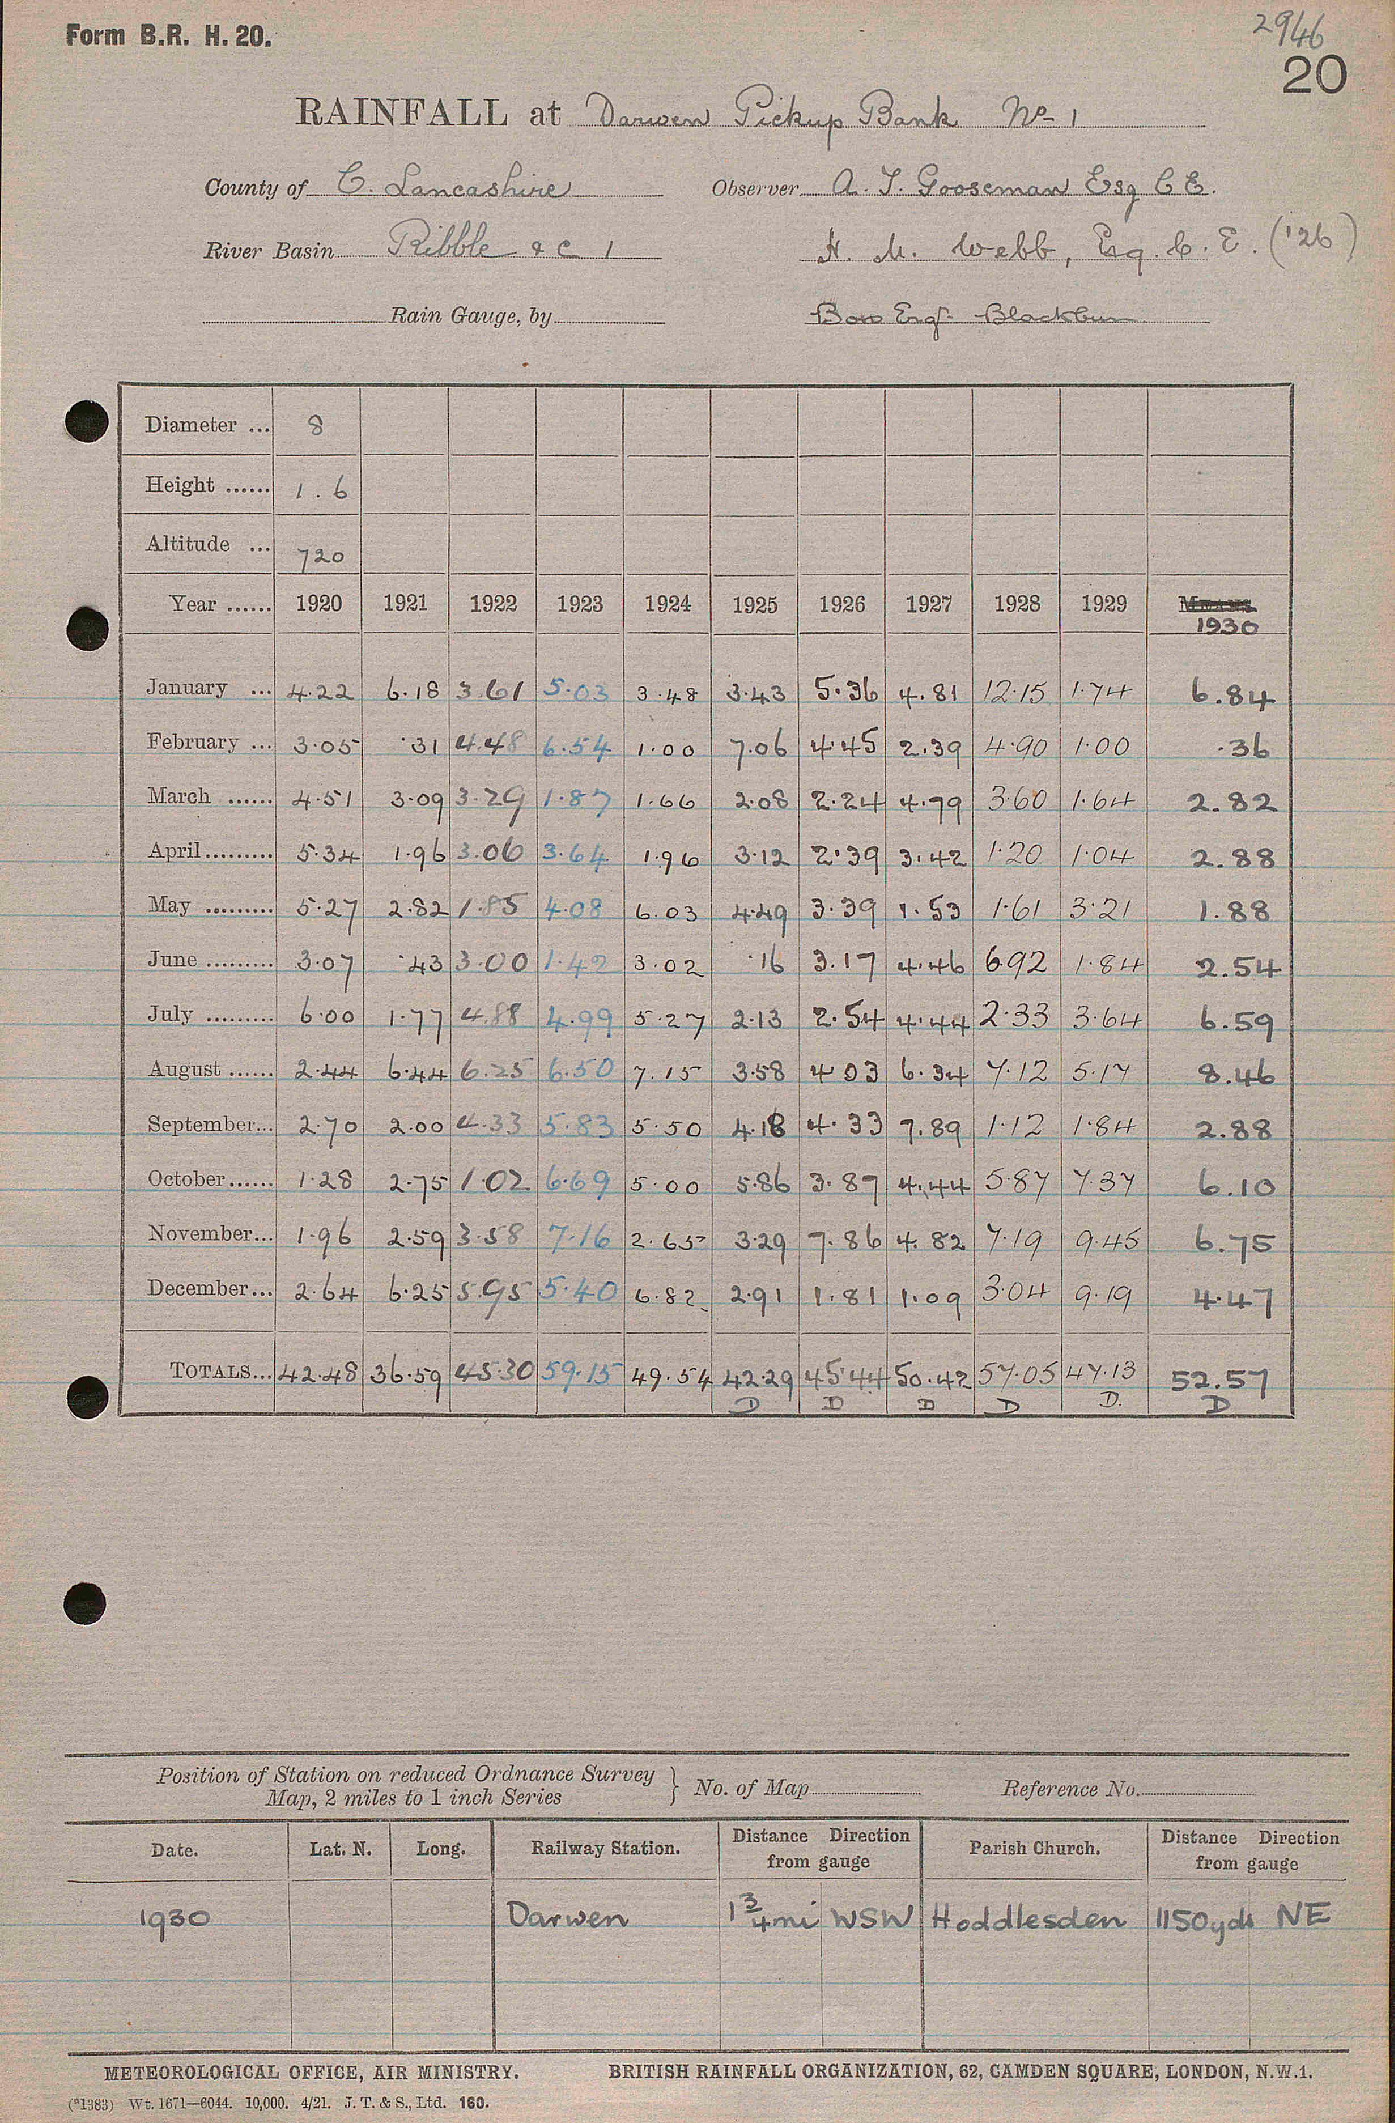 Form B.R. H. 20.
2946
20
RAINFALL at Darwen Pickup Bank No 1
County of C. Lancashire Observer A. T. Gooseman Esq C E.
River Basin Ribble & C 1 H. M. Webb, Esq. C. E. ('26)
Rain Gauge, by Boro Engr. Blackburn
Diameter ... 8
Height ...... 1.6
Altitude ... 720
Year ...... 1920 1921 1922 1923 1924 1925 1926 1927 1928 1929 1930
January ... 4.22 6.18 3.61 5.03 3.48 3.43 5.36 4.81 12.15 1.74 6.84
February ... 3.05 .31 4.48 6.54 1.00 7.06 4.45 2.39 4.90 1.00 .36
March ...... 4.51 3.09 3.29 1.87 1.66 2.08 2.24 4.79 3.60 1.64 2.82
April......... 5.34 1.96 3.06 3.64 1.96 3.12 2.39 3.42 1.20 1.04 2.88
May ......... 5.27 2.82 1.85 4.08 6.03 4.49 3.39 1.53 1.61 3.21 1.88
June ......... 3.07 .43 3.00 1.42 3.02 .16 3.17 4.46 6.92 1.84 2.54
July ......... 6.00 1.77 4.88 4.99 5.27 2.13 2.54 4.44 2.33 3.64 6.59
August ...... 2.44 6.44 6.25 6.50 7.15 3.58 4.03 6.34 7.12 5.17 8.46
September... 2.70 2.00 4.33 5.83 5.50 4.18 4.33 7.89 1.12 1.84 2.88
October...... 1.28 2.75 1.02 6.69 5.00 5.86 3.87 4.44 5.87 7.37 6.10
November... 1.96 2.59 3.58 7.16 2.65 3.29 7.86 4.82 7.19 9.45 6.75
December... 2.64 6.25 5.95 5.40 6.82 2.91 1.81 1.09 3.04 9.19 4.47
TOTALS... 42.48 36.59 45.30 59.15 49.54 42.29 45.44 50.42 57.05 47.13 52.57
D D D D D. D
Position of Station on reduced Ordnance Survey } No. of Map Reference No.
Map, 2 miles to 1 inch Series
Date. Lat. N. Long. Railway Station. Distance Direction from gauge Parish Church. Distance Direction from gauge
1930 Darwen 1 3/4 mi WSW Hoddlesden 1150 yds NE
METEOROLOGICAL OFFICE, AIR MINISTRY. BRITISH RAINFALL ORGANIZATION, 62, CAMDEN SQUARE, LONDON, N.W.1.
(*1383) Wt. 1671—6044. 10,000. 4/21. J. T. & S., Ltd. 160.